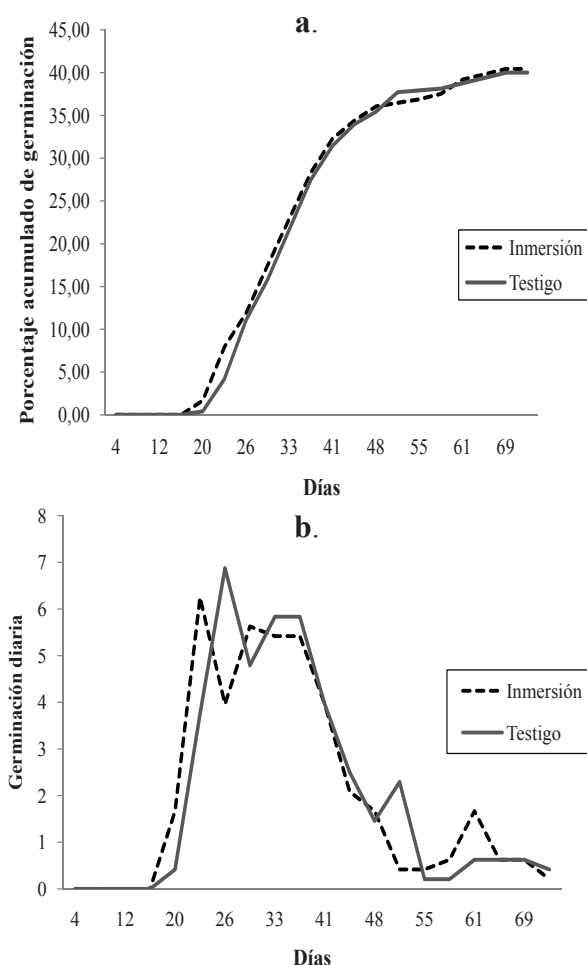 a.
45,00
40,00
35,00
30,00
25,00
20,00
15,00
10,00
5,00
0,00
Porcentaje acumulado de germinación
Inmersión
Testigo
4 12 20 26 33 41 48 55 61 69
Días
b.
8
7
6
5
4
3
2
1
0
Germinación diaria
Inmersión
Testigo
4 12 20 26 33 41 48 55 61 69
Días